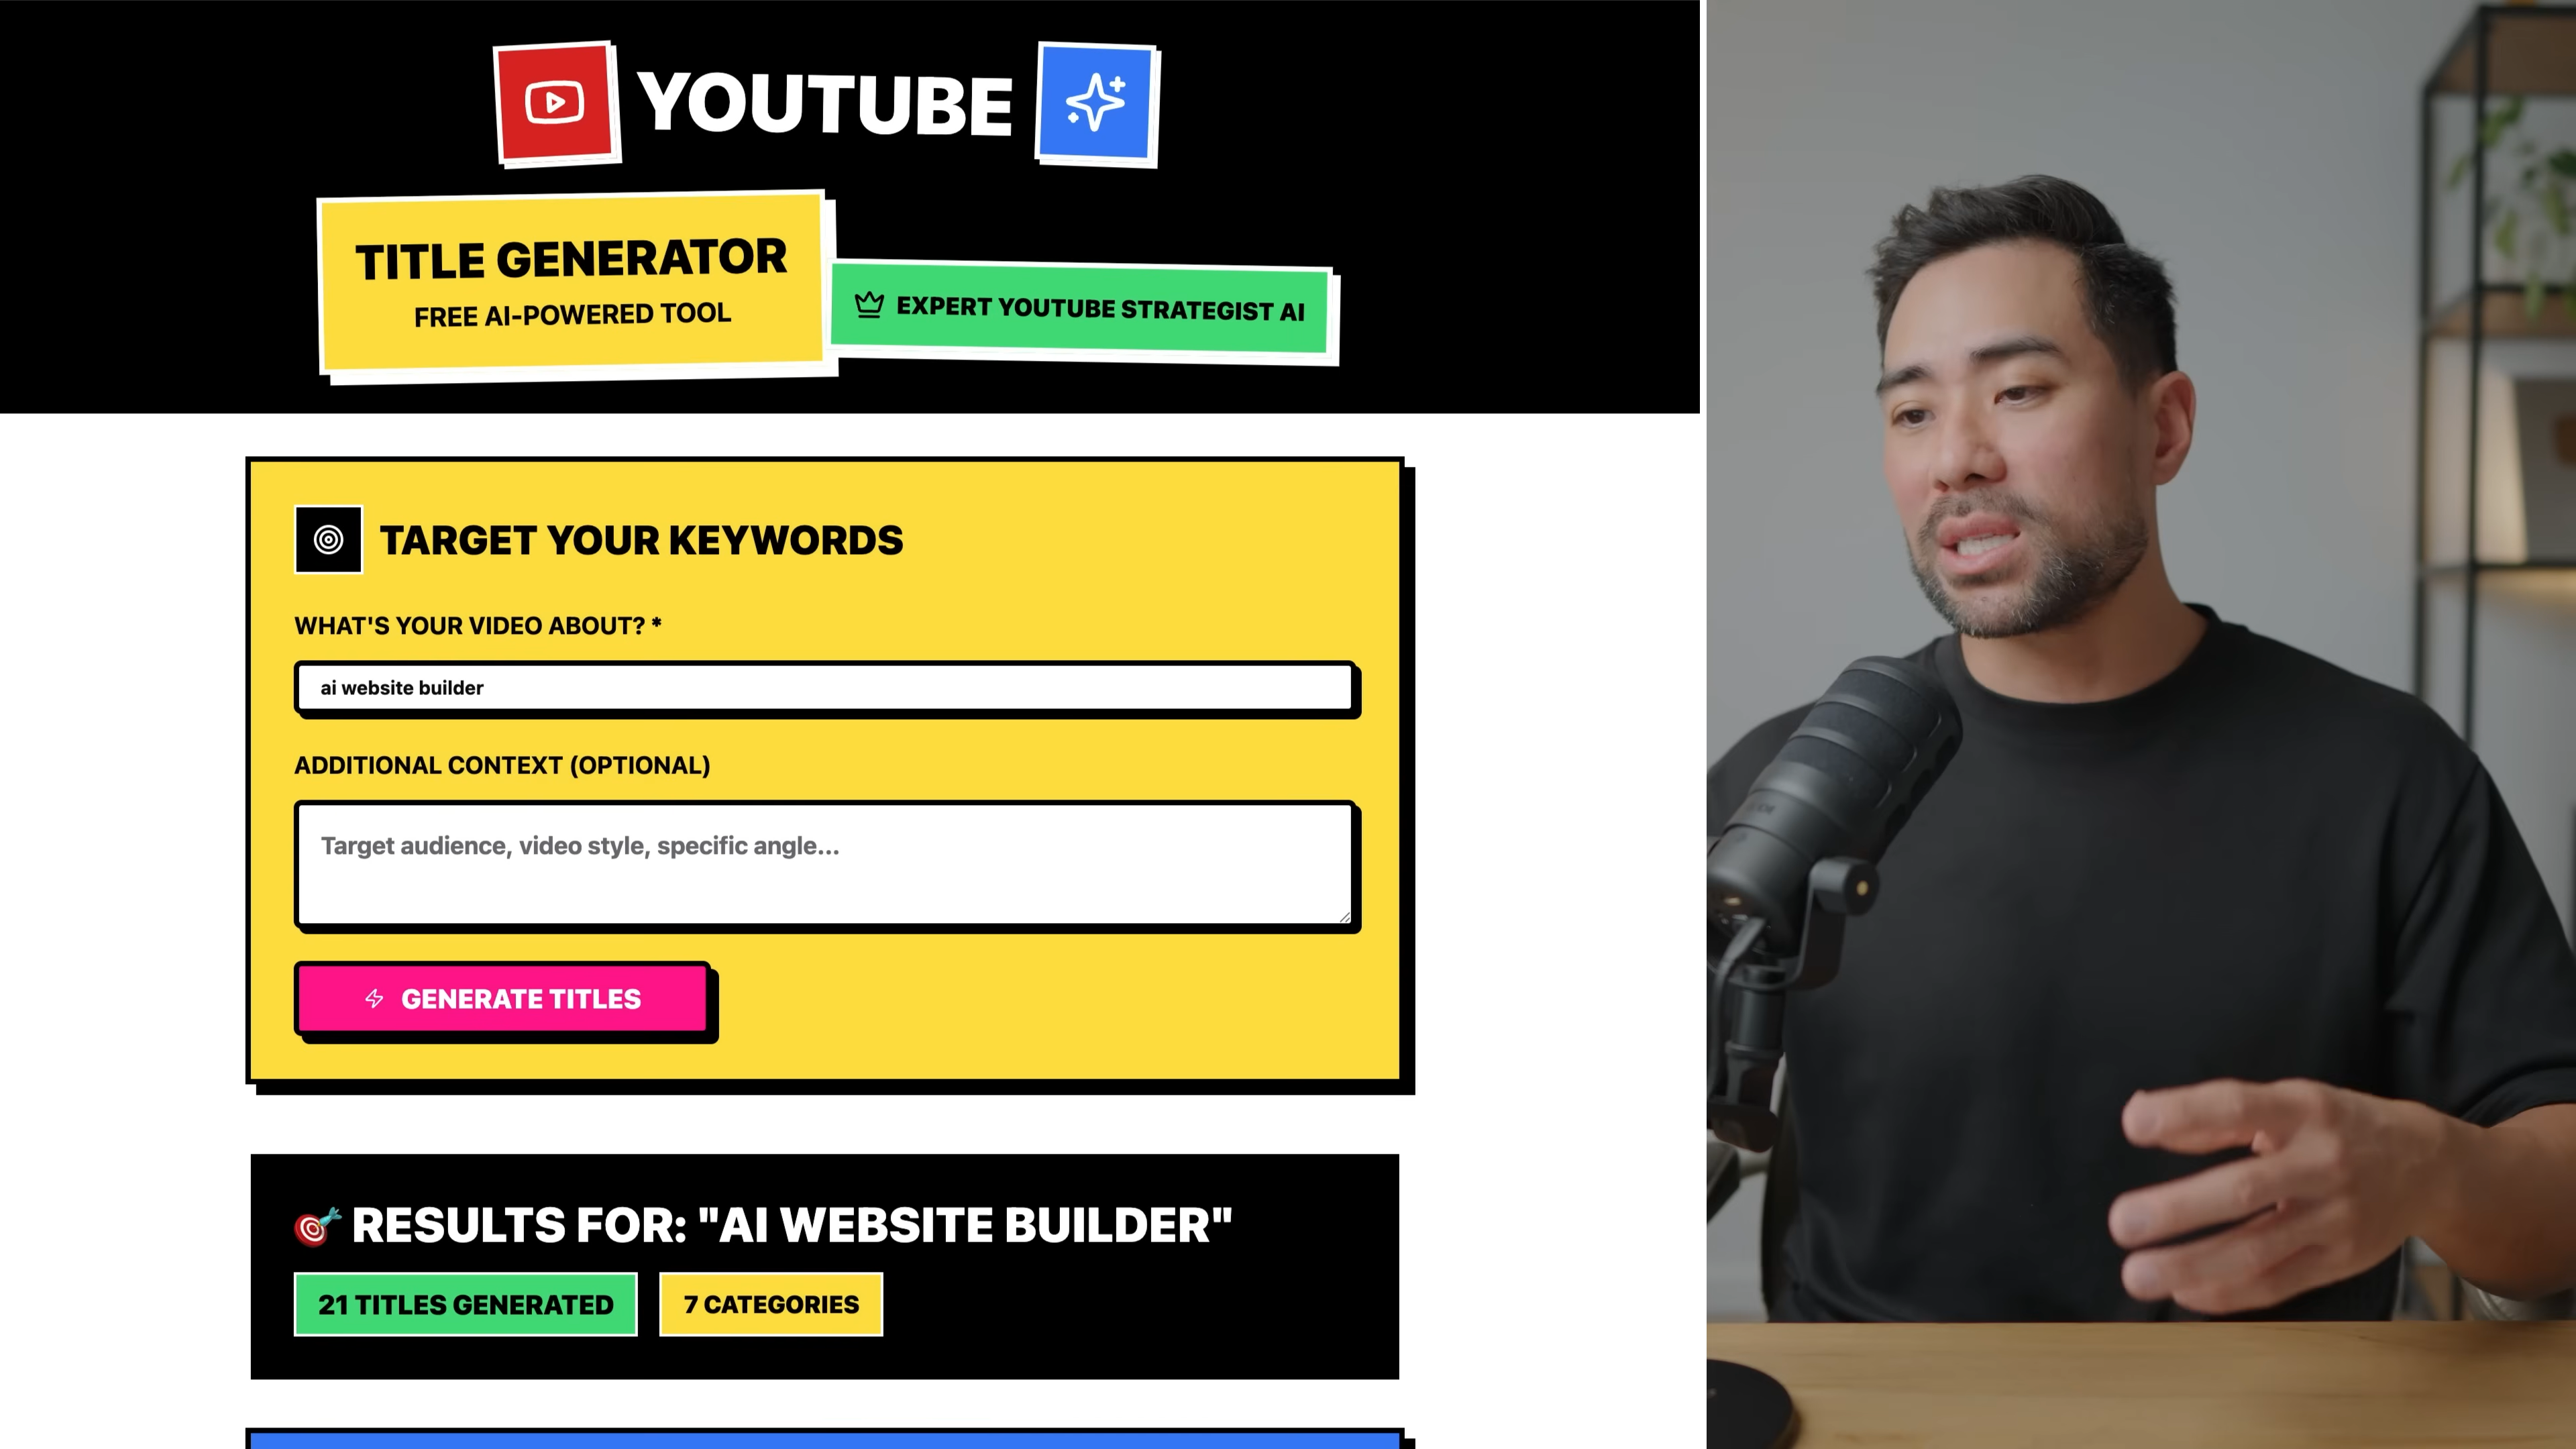 YOUTUBE
TITLE GENERATOR
FREE AI-POWERED TOOL
EXPERT YOUTUBE STRATEGIST AI
TARGET YOUR KEYWORDS
WHAT'S YOUR VIDEO ABOUT? *
ai website builder
ADDITIONAL CONTEXT (OPTIONAL)
Target audience, video style, specific angle...
GENERATE TITLES
RESULTS FOR: "AI WEBSITE BUILDER"
21 TITLES GENERATED
7 CATEGORIES